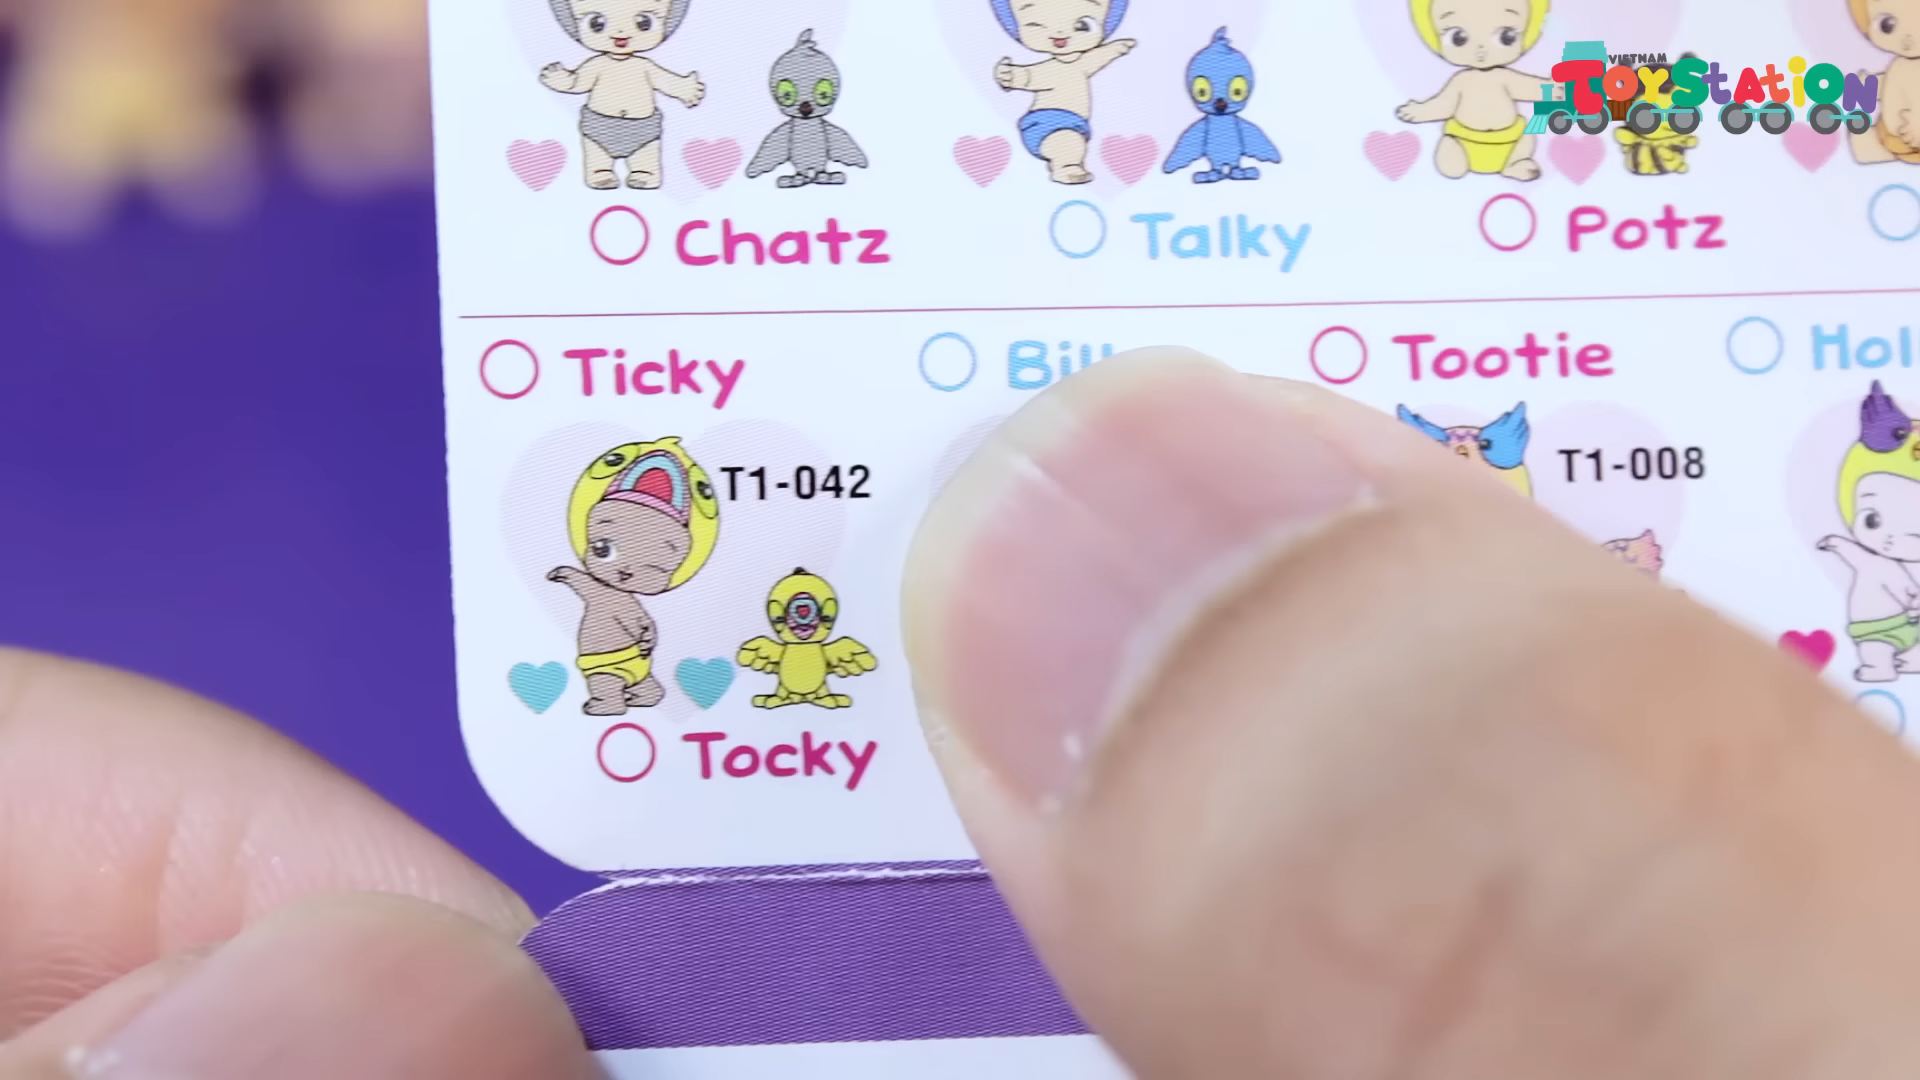 VIETNAM
ToyStation
Chatz
Talky
Potz
Ticky
Tootie
T1-042
T1-008
Tocky